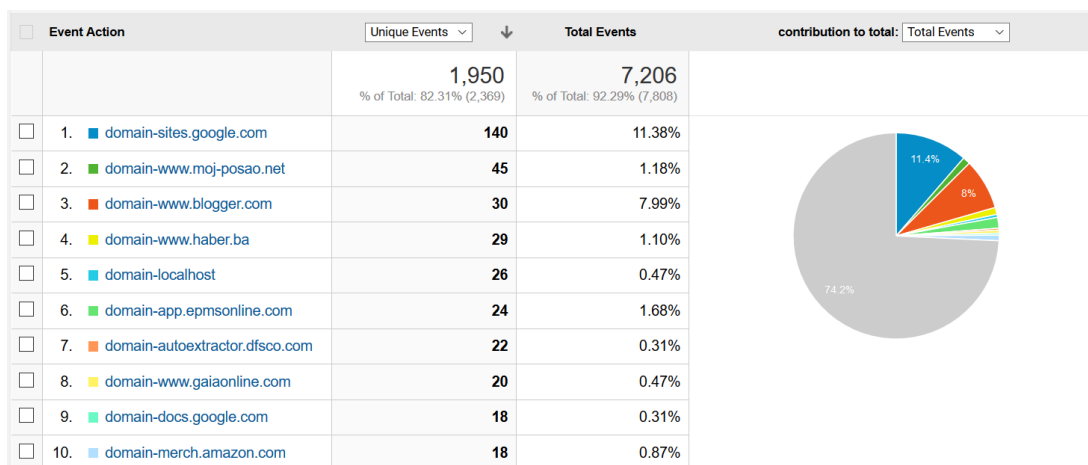 Event Action Unique Events Total Events contribution to total: Total Events
1,950 7,206
% of Total: 82.31% (2,369) % of Total: 92.29% (7,808)
1. domain-sites.google.com 140 11.38%
2. domain-www.moj-posao.net 45 1.18%
3. domain-www.blogger.com 30 7.99%
4. domain-www.haber.ba 29 1.10%
5. domain-localhost 26 0.47%
6. domain-app.epmsonline.com 24 1.68%
7. domain-autoextractor.dfsco.com 22 0.31%
8. domain-www.gaiaonline.com 20 0.47%
9. domain-docs.google.com 18 0.31%
10. domain-merch.amazon.com 18 0.87%
11.4%
8%
74.2%